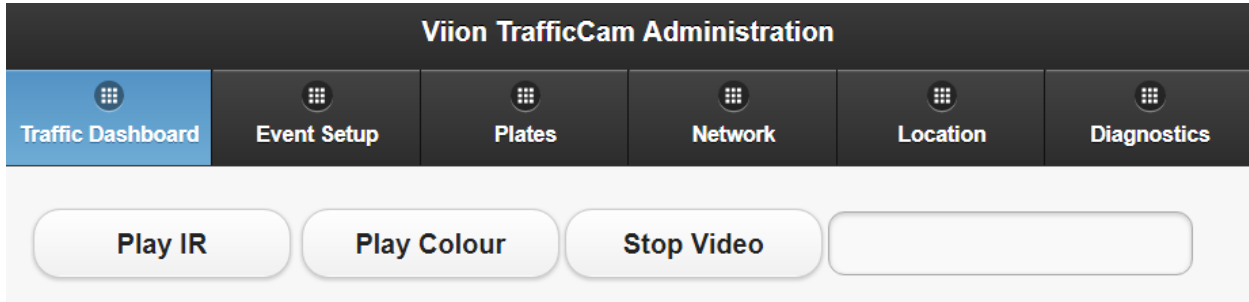 Viion TrafficCam Administration
Traffic Dashboard Event Setup Plates Network Location Diagnostics
Play IR Play Colour Stop Video